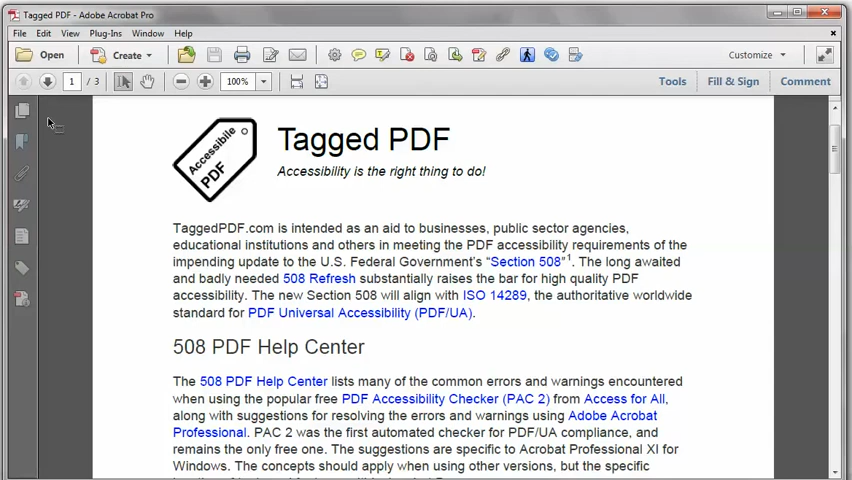 Tagged PDF - Adobe Acrobat Pro
File Edit View Plug-Ins Window Help
Open Create Customize
1 / 3 100% Tools Fill & Sign Comment
Accessibile
PDF
Tagged PDF
Accessibility is the right thing to do!
TaggedPDF.com is intended as an aid to businesses, public sector agencies,
educational institutions and others in meeting the PDF accessibility requirements of the
impending update to the U.S. Federal Government's “Section 508”1. The long awaited
and badly needed 508 Refresh substantially raises the bar for high quality PDF
accessibility. The new Section 508 will align with ISO 14289, the authoritative worldwide
standard for PDF Universal Accessibility (PDF/UA).
508 PDF Help Center
The 508 PDF Help Center lists many of the common errors and warnings encountered
when using the popular free PDF Accessibility Checker (PAC 2) from Access for All,
along with suggestions for resolving the errors and warnings using Adobe Acrobat
Professional. PAC 2 was the first automated checker for PDF/UA compliance, and
remains the only free one. The suggestions are specific to Acrobat Professional XI for
Windows. The concepts should apply when using other versions, but the specific